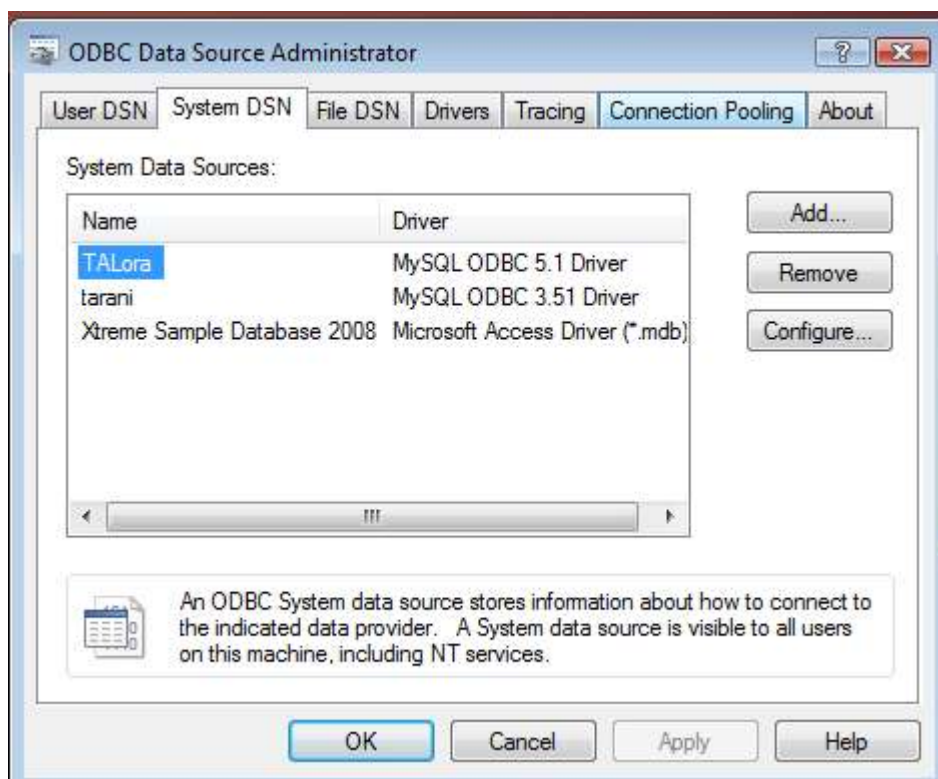 ODBC Data Source Administrator
User DSN System DSN File DSN Drivers Tracing Connection Pooling About
System Data Sources:
Name Driver
TALora MySQL ODBC 5.1 Driver
tarani MySQL ODBC 3.51 Driver
Xtreme Sample Database 2008 Microsoft Access Driver (*.mdb)
Add...
Remove
Configure...
An ODBC System data source stores information about how to connect to
the indicated data provider. A System data source is visible to all users
on this machine, including NT services.
OK Cancel Apply Help